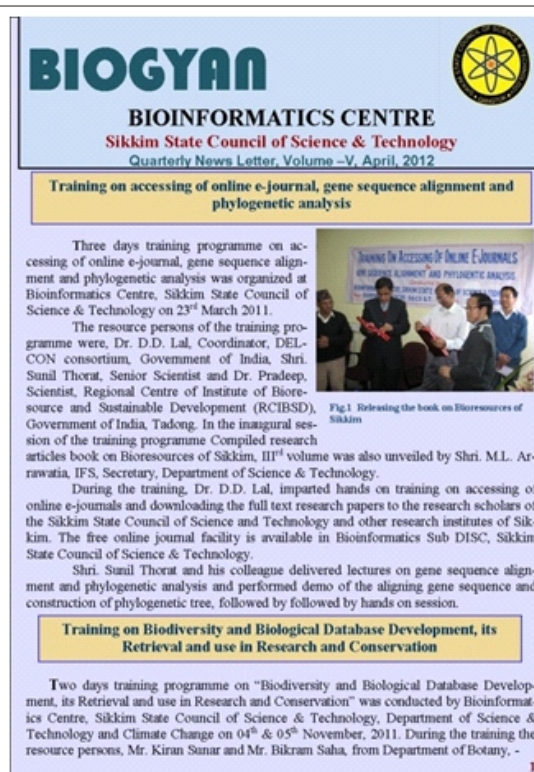 BIOGYAN
BIOINFORMATICS CENTRE
Sikkim State Council of Science & Technology
Quarterly News Letter, Volume –V, April, 2012
Training on accessing of online e-journal, gene sequence alignment and
phylogenetic analysis
Three days training programme on ac-
cessing of online e-journal, gene sequence align-
ment and phylogenetic analysis was organized at
Bioinformatics Centre, Sikkim State Council of
Science & Technology on 23rd March 2011.
The resource persons of the training pro-
gramme were, Dr. D.D. Lal, Coordinator, DEL-
CON consortium, Government of India, Shri.
Sunil Thorat, Senior Scientist and Dr. Pradeep,
Scientist, Regional Centre of Institute of Biore-
source and Sustainable Development (RCIBSD),
Government of India, Tadong. In the inaugural ses-
sion of the training programme Compiled research
articles book on Bioresources of Sikkim, IIIrd volume was also unveiled by Shri. M.L. Ar-
rawatia, IFS, Secretary, Department of Science & Technology.
TRAINING ON ACCESSING OF ONLINE E-JOURNALS
SEQUENCE ALIGNMENT AND PHYLOGENETIC ANALYSIS
Fig.1 Releasing the book on Bioresources of
Sikkim
During the training, Dr. D.D. Lal, imparted hands on training on accessing of
online e-journals and downloading the full text research papers to the research scholars of
the Sikkim State Council of Science and Technology and other research institutes of Sik-
kim. The free online journal facility is available in Bioinformatics Sub DISC, Sikkim
State Council of Science & Technology.
Shri. Sunil Thorat and his colleague delivered lectures on gene sequence align-
ment and phylogenetic analysis and performed demo of the aligning gene sequence and
construction of phylogenetic tree, followed by followed by hands on session.
Training on Biodiversity and Biological Database Development, its
Retrieval and use in Research and Conservation
Two days training programme on "Biodiversity and Biological Database Develop-
ment, its Retrieval and use in Research and Conservation" was conducted by Bioinformat-
ics Centre, Sikkim State Council of Science & Technology, Department of Science &
Technology and Climate Change on 04th & 05th November, 2011. During the training the
resource persons, Mr. Kiran Sunar and Mr. Bikram Saha, from Department of Botany, -
1